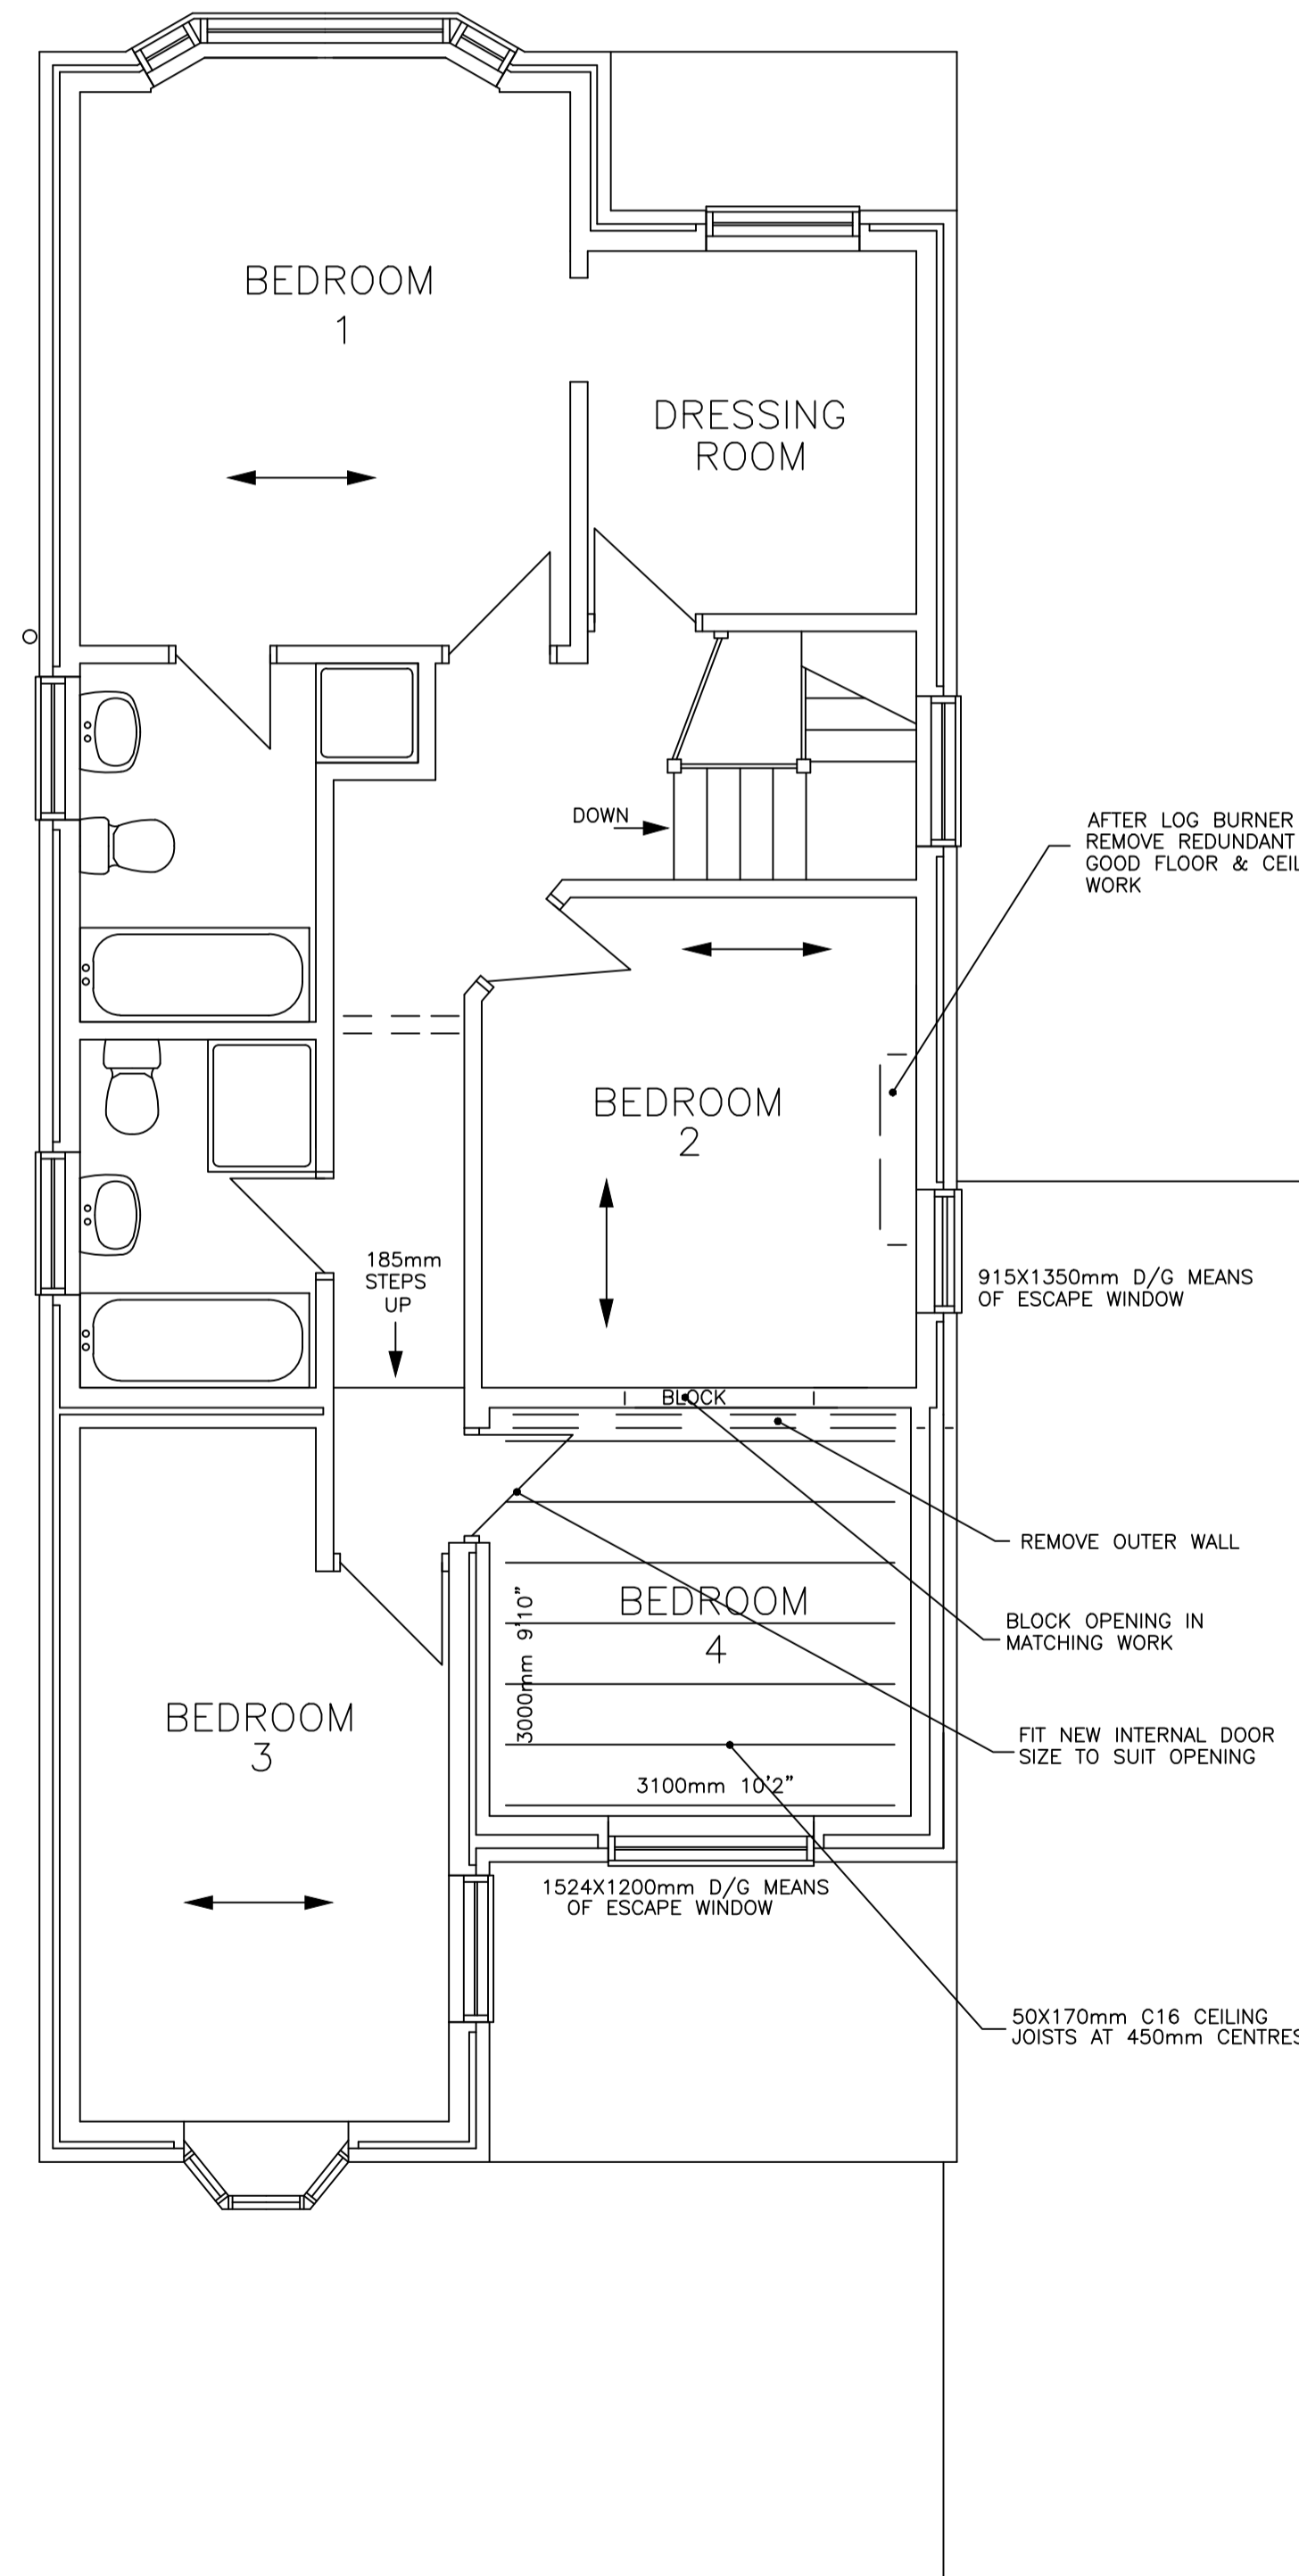 BEDROOM
1
DRESSING
ROOM
DOWN
AFTER LOG BURNER
REMOVE REDUNDANT
GOOD FLOOR & CEIL
WORK
BEDROOM
2
185mm
STEPS
UP
915X1350mm D/G MEANS
OF ESCAPE WINDOW
BLOCK
REMOVE OUTER WALL
BEDROOM
4
3000mm 9'10"
BLOCK OPENING IN
MATCHING WORK
BEDROOM
3
FIT NEW INTERNAL DOOR
SIZE TO SUIT OPENING
3100mm 10'2"
1524X1200mm D/G MEANS
OF ESCAPE WINDOW
50X170mm C16 CEILING
JOISTS AT 450mm CENTRES